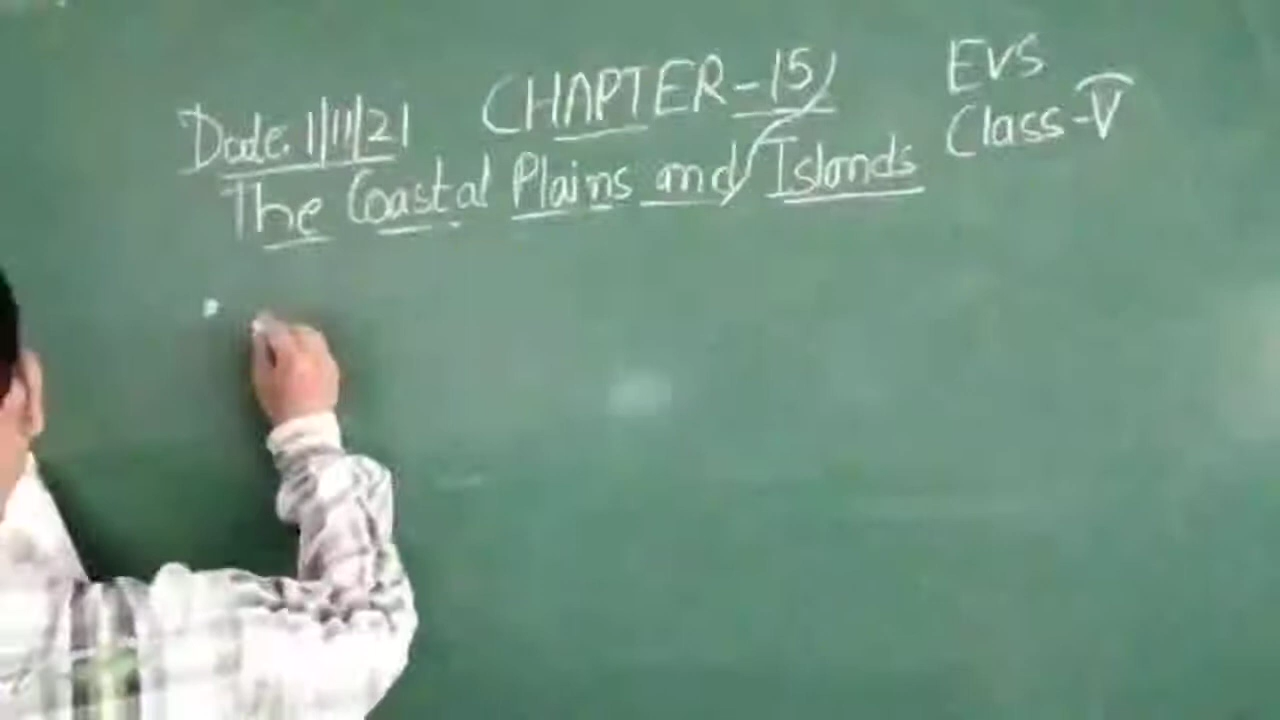 CHAPTER-15
EVS
Date. 1/11/21
Class-V
The Coastal Plains and Islands